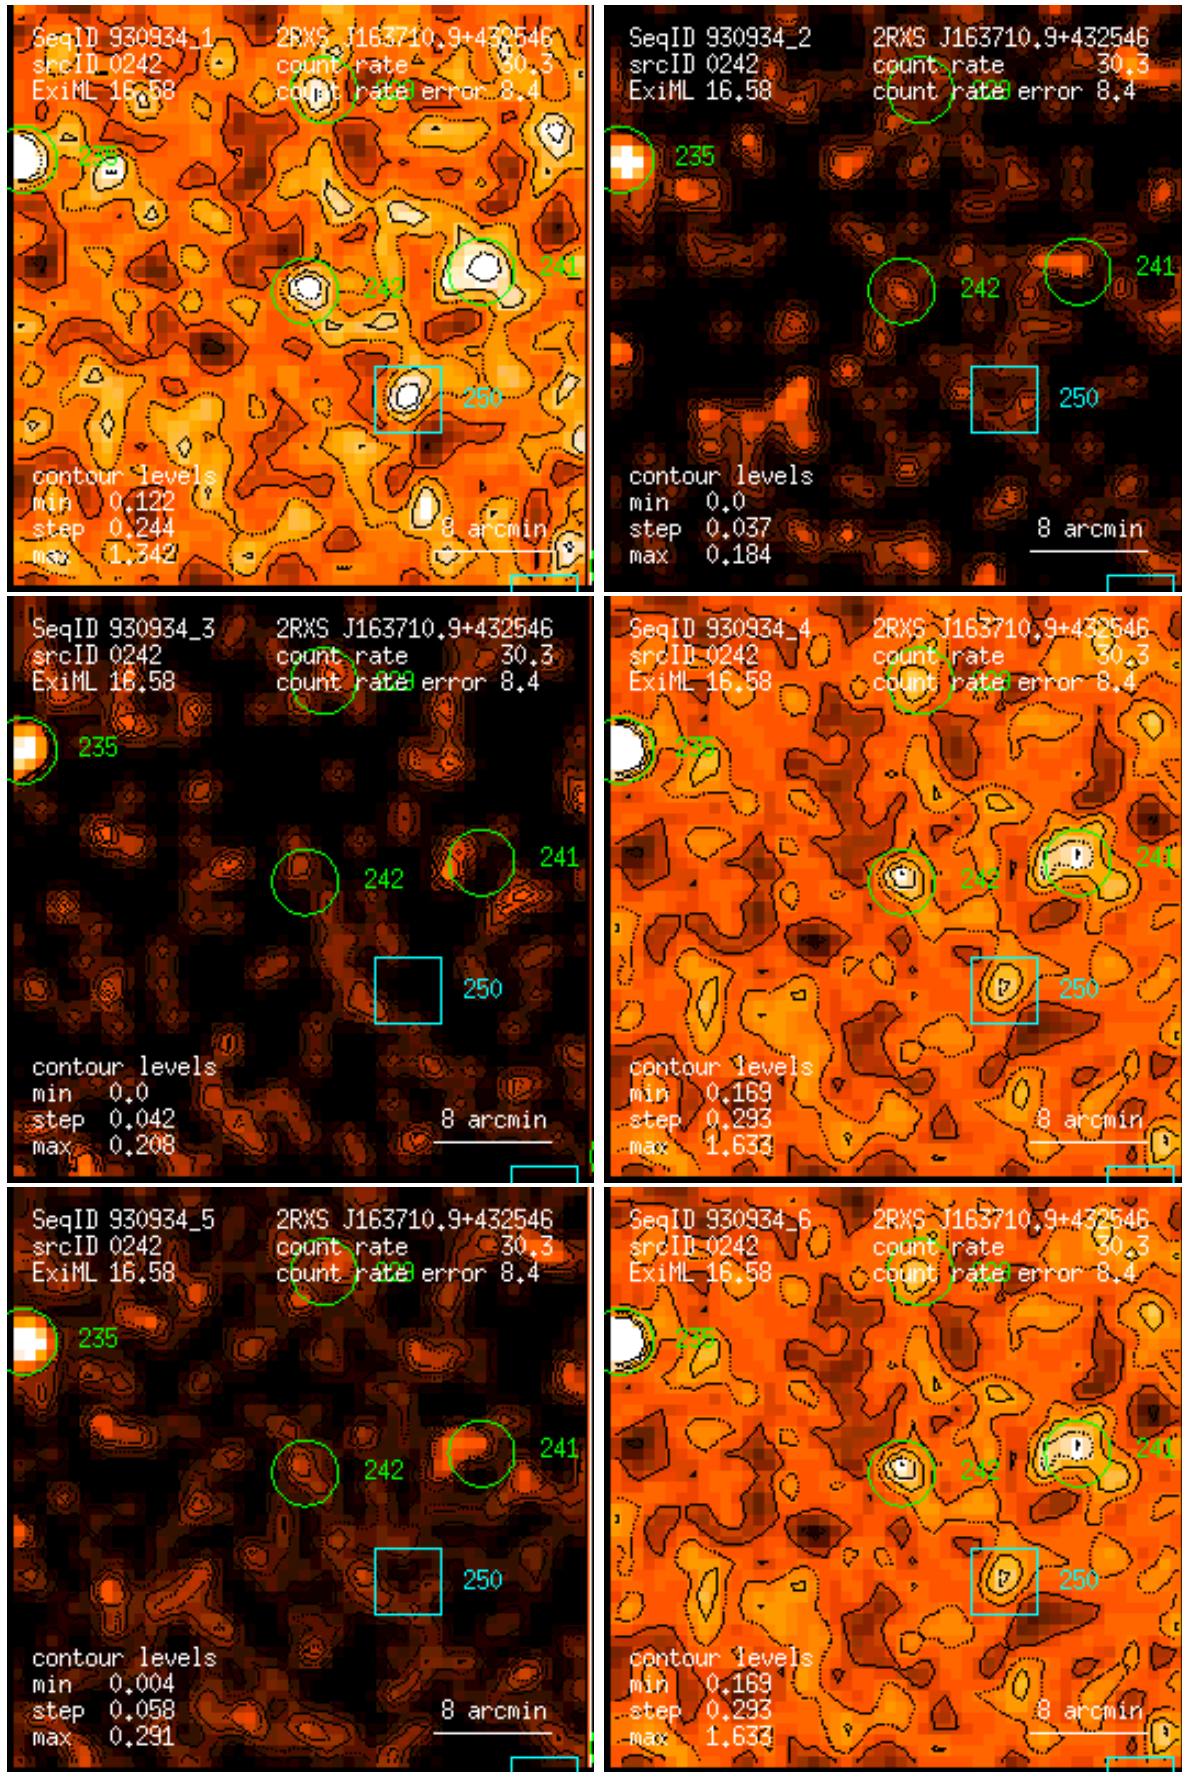 SeqID 930934_1 2RXS J163710.9+432546
srcID 0242 count rate 30.3
ExiML 16.58 count rate error 8.4
235
241
242
250
contour levels
min 0.122
step 0.244 8 arcmin
max 1.342
SeqID 930934_2 2RXS J163710.9+432546
srcID 0242 count rate 30.3
ExiML 16.58 count rate error 8.4
235
241
242
250
contour levels
min 0.0
step 0.037 8 arcmin
max 0.184
SeqID 930934_3 2RXS J163710.9+432546
srcID 0242 count rate 30.3
ExiML 16.58 count rate error 8.4
235
241
242
250
contour levels
min 0.0
step 0.042 8 arcmin
max 0.208
SeqID 930934_4 2RXS J163710.9+432546
srcID 0242 count rate 30.3
ExiML 16.58 count rate error 8.4
235
241
242
250
contour levels
min 0.169
step 0.293 8 arcmin
max 1.633
SeqID 930934_5 2RXS J163710.9+432546
srcID 0242 count rate 30.3
ExiML 16.58 count rate error 8.4
235
241
242
250
contour levels
min 0.004
step 0.058 8 arcmin
max 0.291
SeqID 930934_6 2RXS J163710.9+432546
srcID 0242 count rate 30.3
ExiML 16.58 count rate error 8.4
235
241
242
250
contour levels
min 0.169
step 0.293 8 arcmin
max 1.633